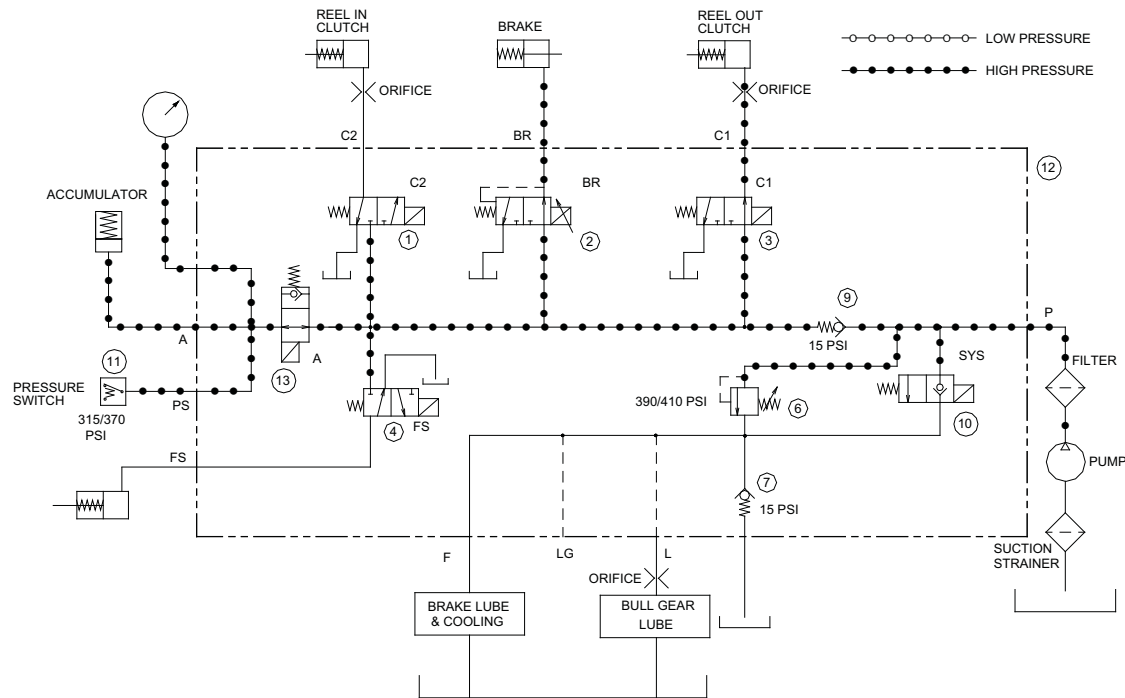 REEL IN
CLUTCH
BRAKE
REEL OUT
CLUTCH
LOW PRESSURE
HIGH PRESSURE
ORIFICE
ORIFICE
C2
BR
C1
12
ACCUMULATOR
C2
BR
C1
1
2
3
9
P
A
A
15 PSI
SYS
FILTER
11
13
PRESSURE
SWITCH
PS
315/370
PSI
390/410 PSI
6
4
FS
10
FS
PUMP
7
15 PSI
SUCTION
STRAINER
F
LG
L
ORIFICE
BRAKE LUBE
& COOLING
BULL GEAR
LUBE